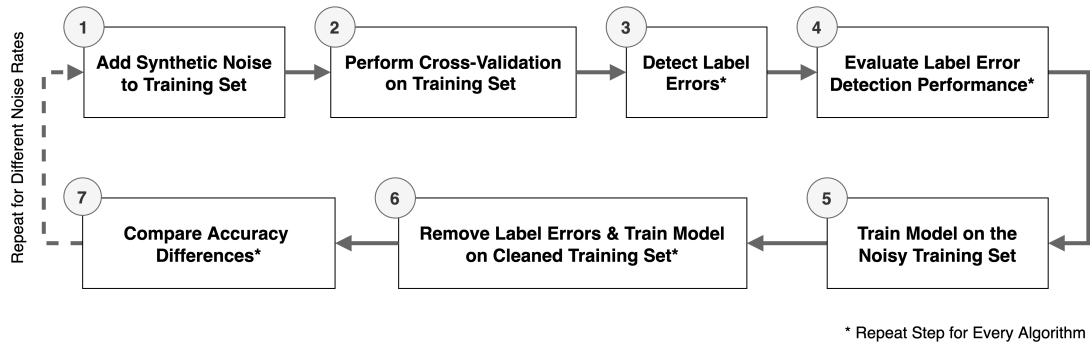 1
Add Synthetic Noise
to Training Set
2
Perform Cross-Validation
on Training Set
3
Detect Label
Errors*
4
Evaluate Label Error
Detection Performance*
5
Train Model on the
Noisy Training Set
6
Remove Label Errors & Train Model
on Cleaned Training Set*
7
Compare Accuracy
Differences*
Repeat for Different Noise Rates
* Repeat Step for Every Algorithm